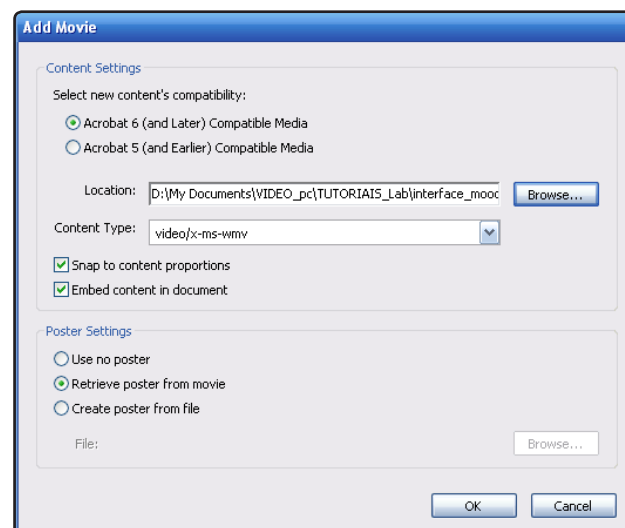 Add Movie
Content Settings
Select new content's compatibility:
Acrobat 6 (and Later) Compatible Media
Acrobat 5 (and Earlier) Compatible Media
Location: D:\My Documents\VIDEO_pc\TUTORIAIS_Lab\interface_mooc Browse...
Content Type: video/x-ms-wmv
Snap to content proportions
Embed content in document
Poster Settings
Use no poster
Retrieve poster from movie
Create poster from file
File: Browse...
OK Cancel